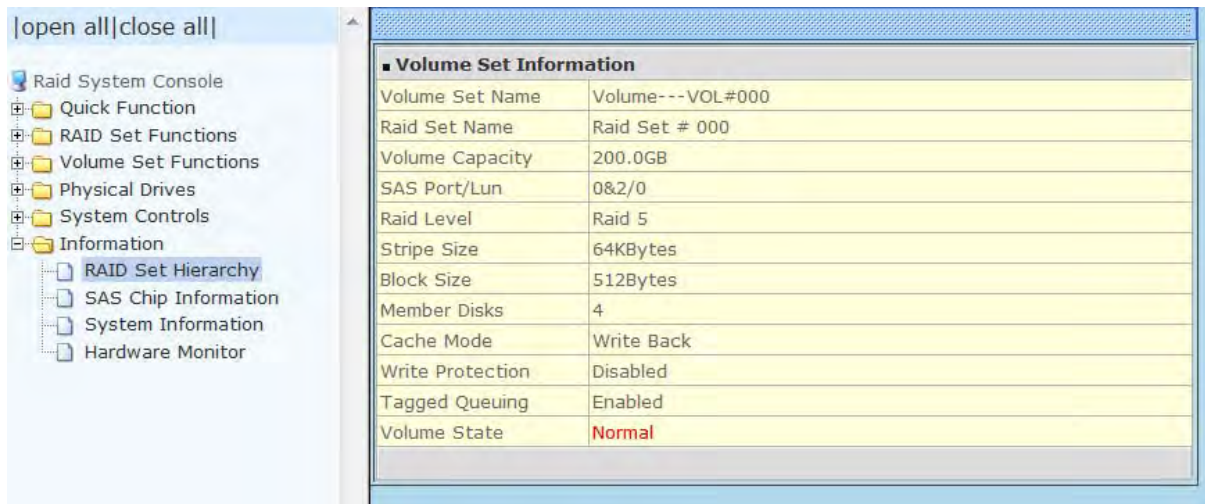 |open all|close all|
Raid System Console
Quick Function
RAID Set Functions
Volume Set Functions
Physical Drives
System Controls
Information
RAID Set Hierarchy
SAS Chip Information
System Information
Hardware Monitor
Volume Set Information
Volume Set Name Volume---VOL#000
Raid Set Name Raid Set # 000
Volume Capacity 200.0GB
SAS Port/Lun 0&2/0
Raid Level Raid 5
Stripe Size 64KBytes
Block Size 512Bytes
Member Disks 4
Cache Mode Write Back
Write Protection Disabled
Tagged Queuing Enabled
Volume State Normal